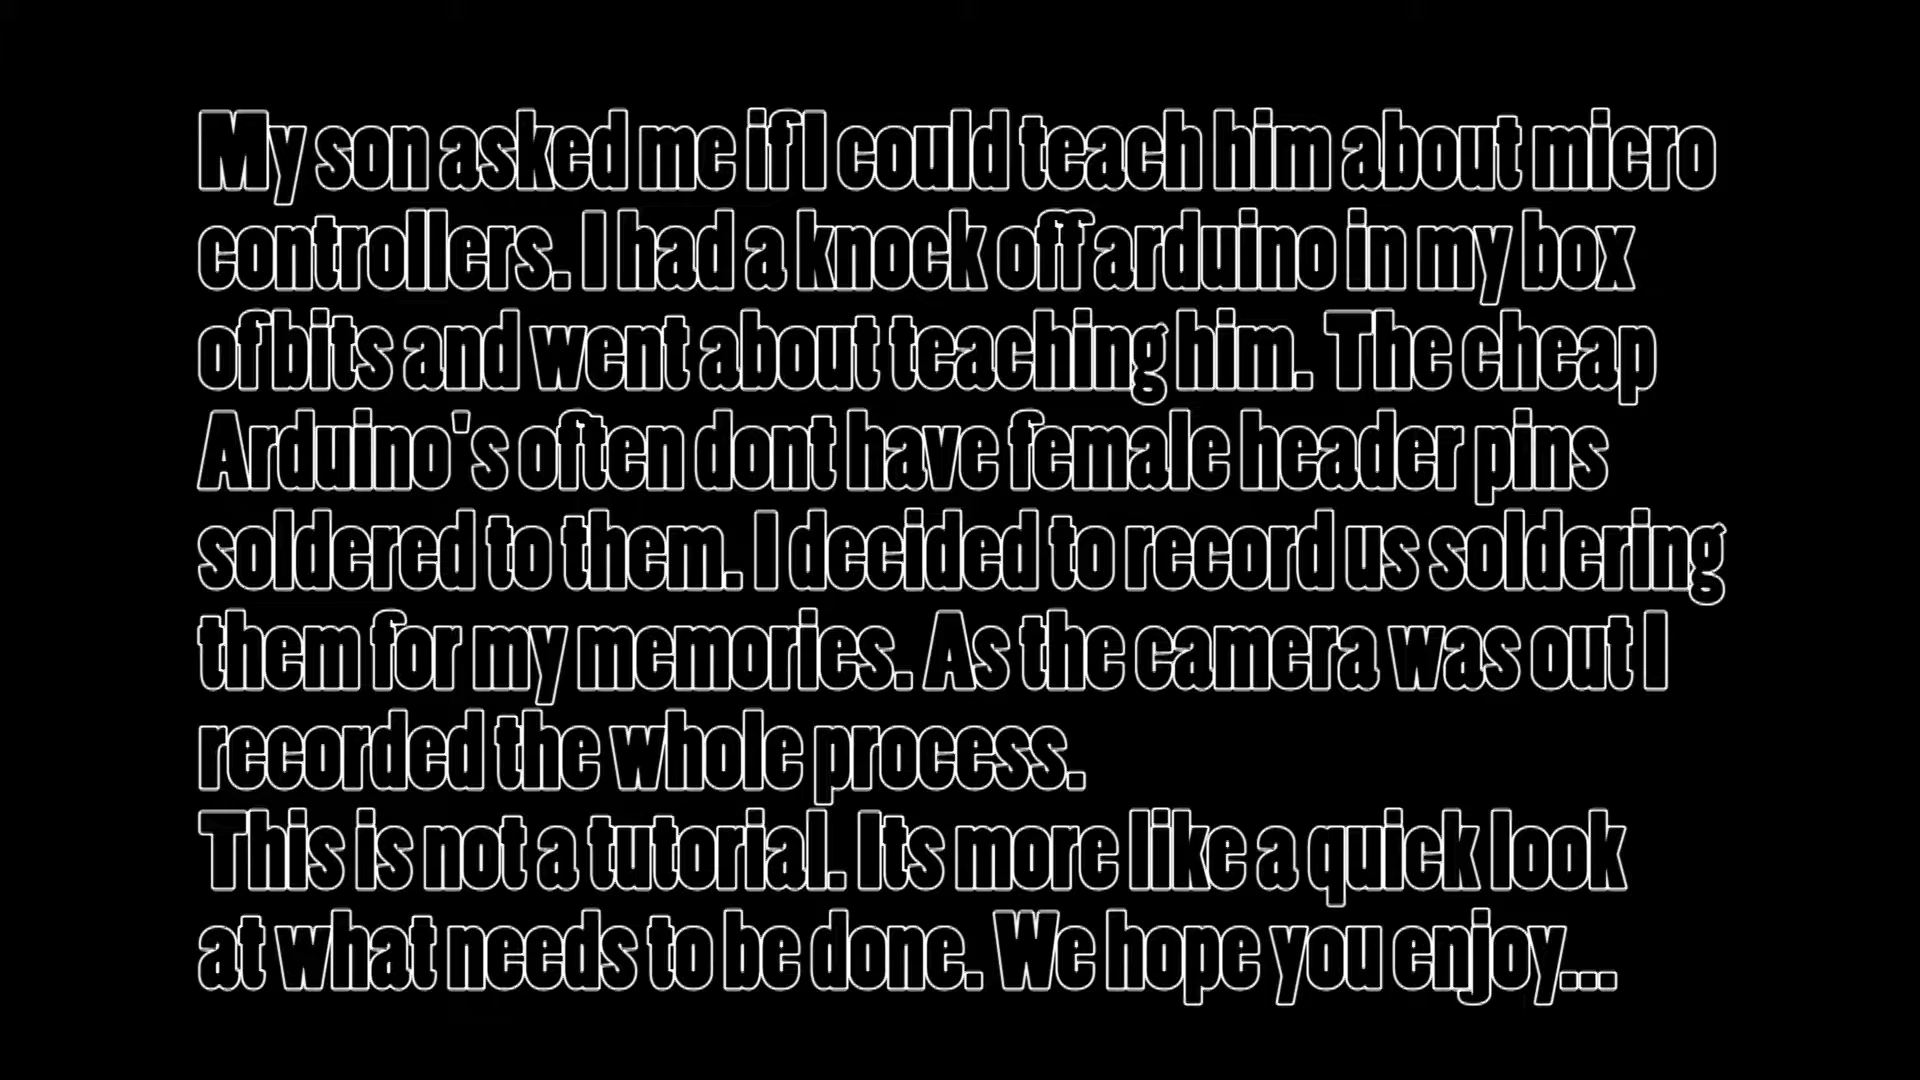 My son asked me if I could teach him about micro
controllers. I had a knock off arduino in my box
of bits and went about teaching him. The cheap
Arduino's often dont have female header pins
soldered to them. I decided to record us soldering
them for my memories. As the camera was out I
recorded the whole process.
This is not a tutorial. Its more like a quick look
at what needs to be done. We hope you enjoy...